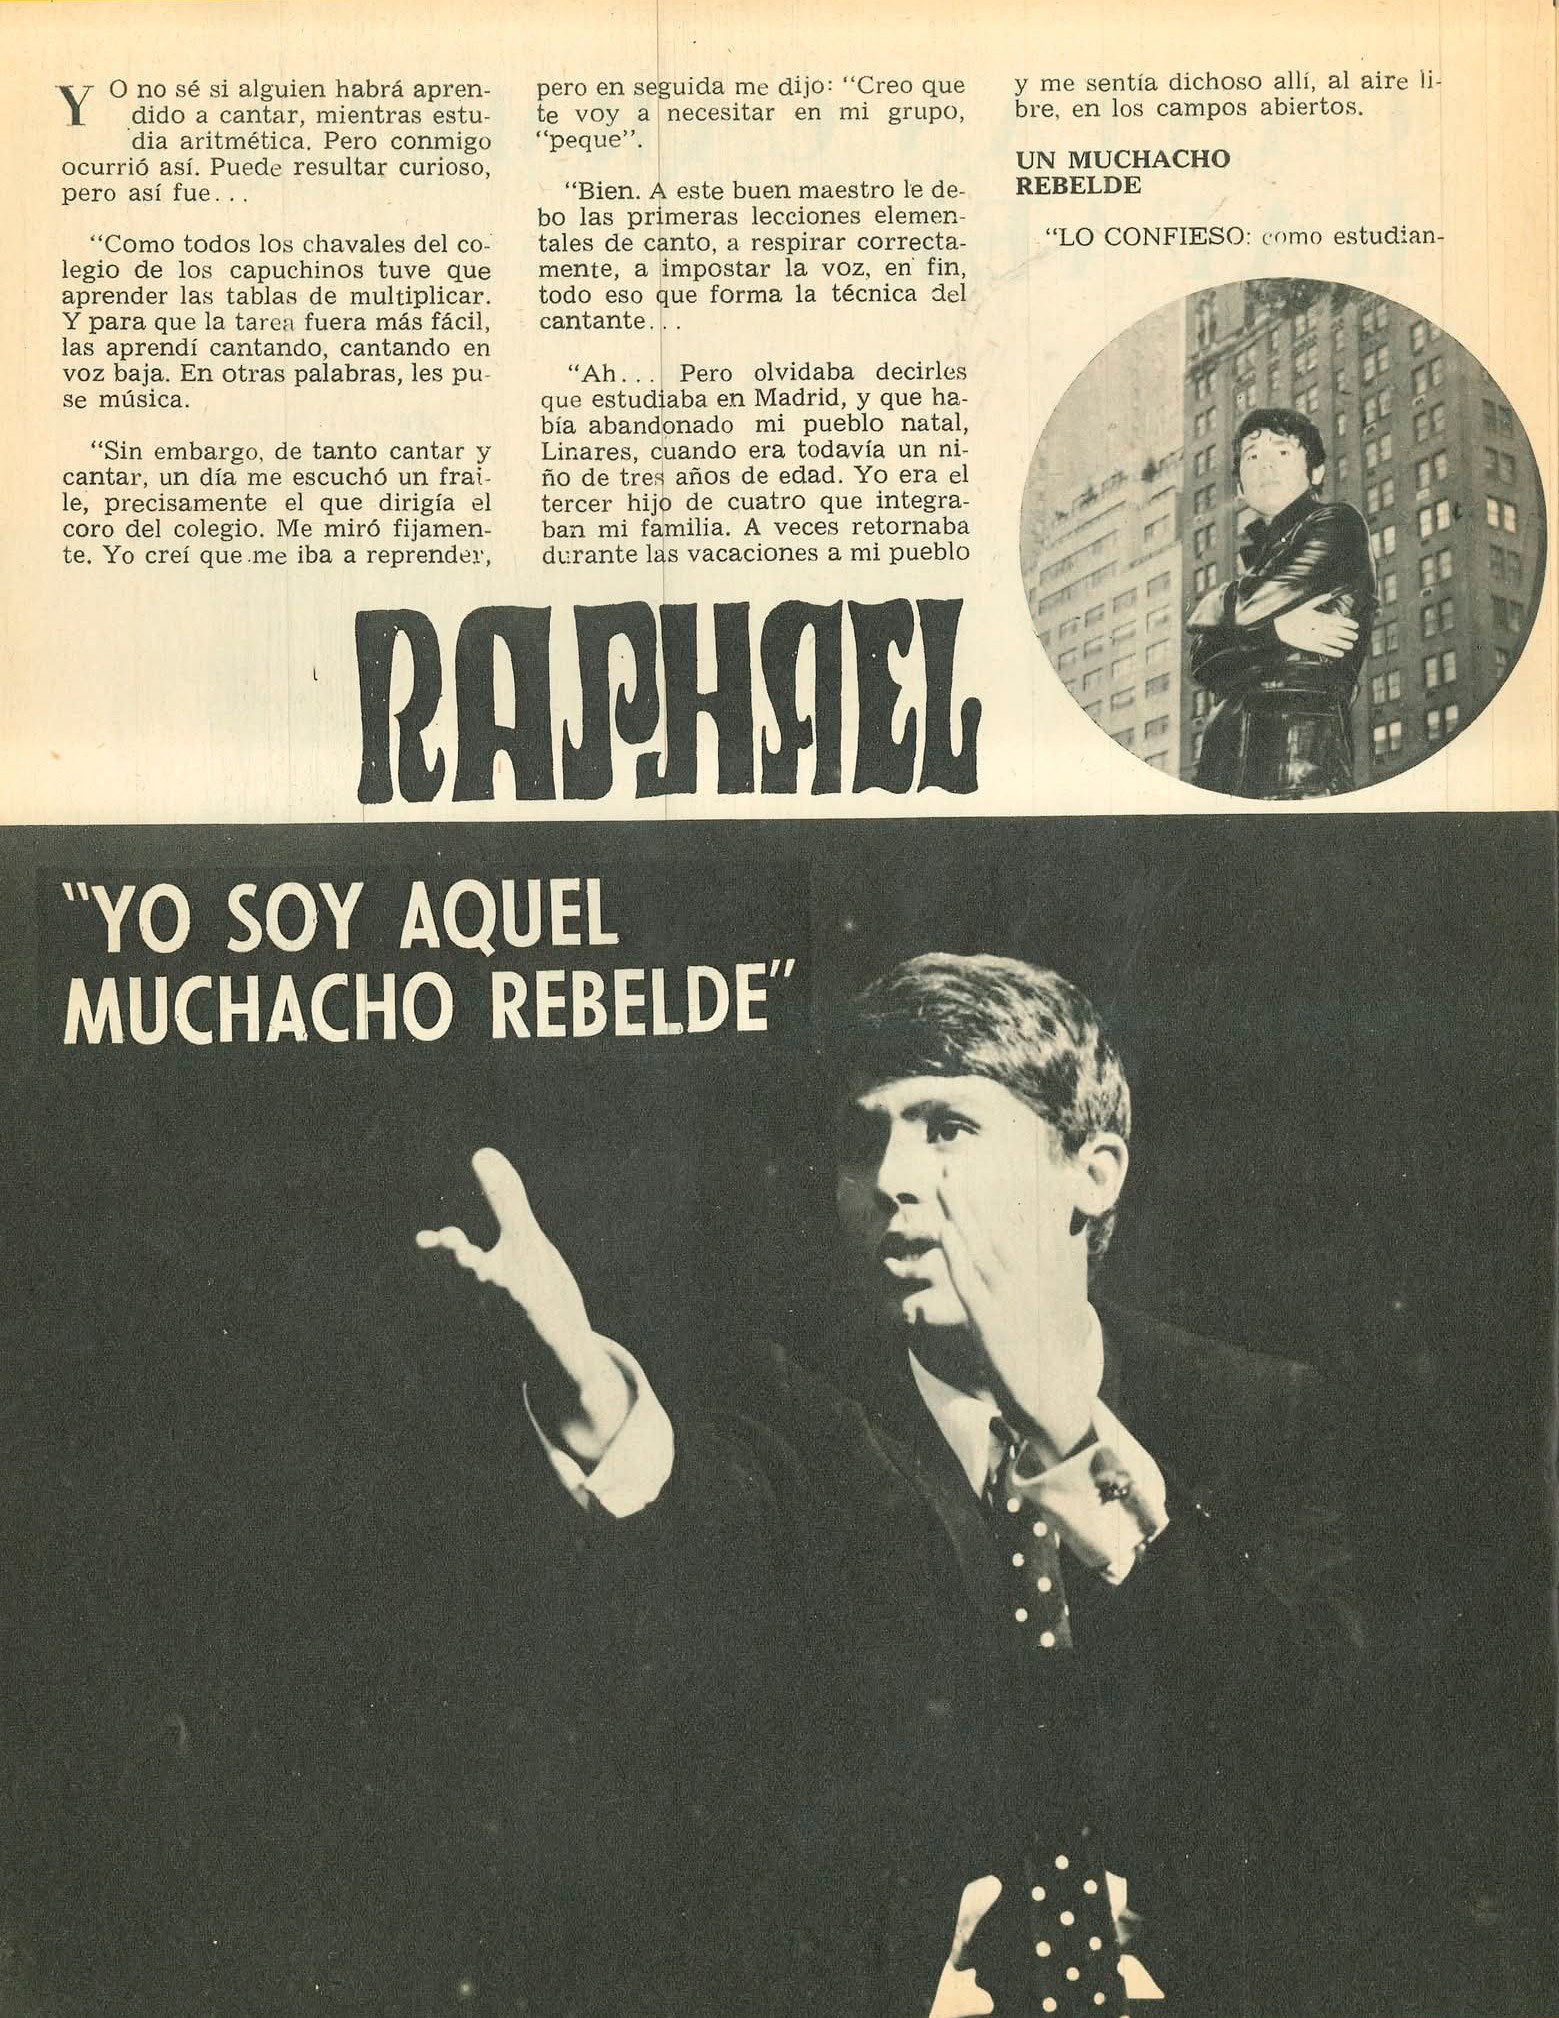 YO no sé si alguien habrá apren-
dido a cantar, mientras estu-
dia aritmética. Pero conmigo
ocurrió así. Puede resultar curioso,
pero así fue...
“Como todos los chavales del co-
legio de los capuchinos tuve que
aprender las tablas de multiplicar.
Y para que la tarea fuera más fácil,
las aprendí cantando, cantando en
voz baja. En otras palabras, les pu-
se música.
“Sin embargo, de tanto cantar y
cantar, un día me escuchó un frai-
le, precisamente el que dirigía el
coro del colegio. Me miró fijamen-
te. Yo creí que me iba a reprender,
pero en seguida me dijo: “Creo que
te voy a necesitar en mi grupo,
“peque”.
“Bien. A este buen maestro le de-
bo las primeras lecciones elemen-
tales de canto, a respirar correcta-
mente, a impostar la voz, en fin,
todo eso que forma la técnica del
cantante...
“Ah... Pero olvidaba decirles
que estudiaba en Madrid, y que ha-
bía abandonado mi pueblo natal,
Linares, cuando era todavía un ni-
ño de tres años de edad. Yo era el
tercer hijo de cuatro que integra-
ban mi familia. A veces retornaba
durante las vacaciones a mi pueblo
y me sentía dichoso allí, al aire li-
bre, en los campos abiertos.
UN MUCHACHO
REBELDE
“LO CONFIESO: como estudian-
RAPHAEL
"YO SOY AQUEL
MUCHACHO REBELDE"